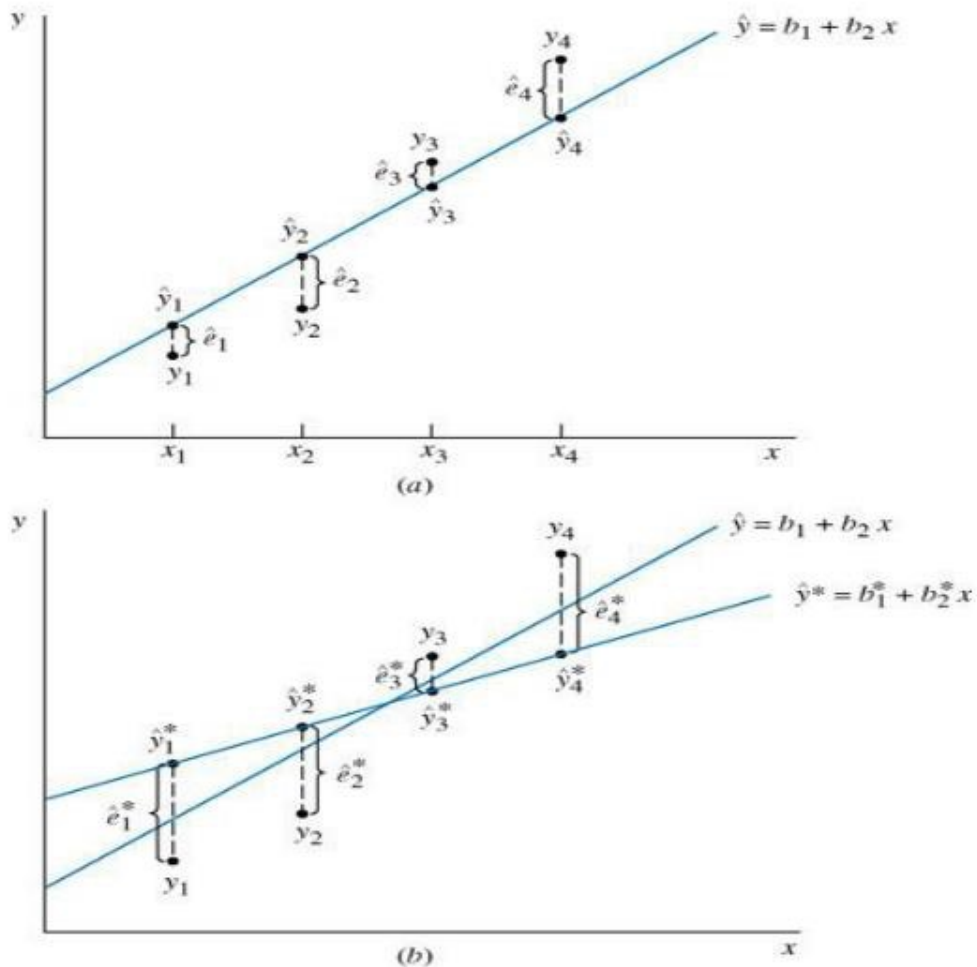 y
ŷ = b₁ + b₂ x
y₄
ê₄
ŷ₄
y₃
ê₃
ŷ₃
ŷ₂
ê₂
y₂
ŷ₁
ê₁
y₁
x₁ x₂ x₃ x₄ x
(a)
y
ŷ = b₁ + b₂ x
y₄
ŷ* = b₁* + b₂* x
ê₄*
y₃
ê₃*
ŷ₄*
ŷ₂*
ŷ₃*
ŷ₁*
ê₂*
ê₁*
y₂
y₁
x
(b)